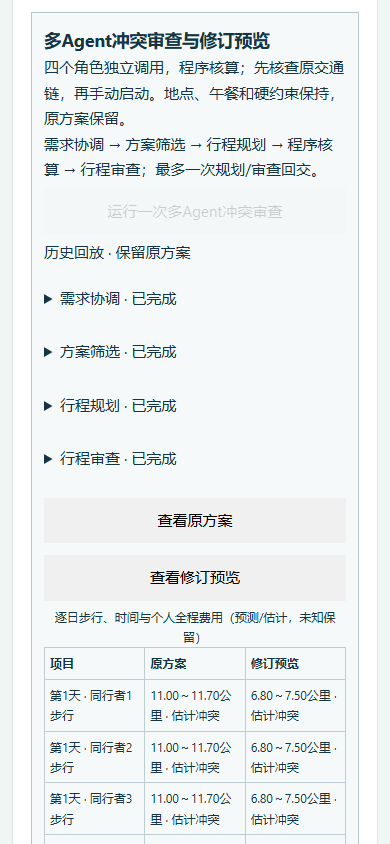 多Agent冲突审查与修订预览
四个角色独立调用，程序核算；先核查原交通
链，再手动启动。地点、午餐和硬约束保持，
原方案保留。
需求协调 → 方案筛选 → 行程规划 → 程序核
算 → 行程审查；最多一次规划/审查回交。
运行一次多Agent冲突审查
历史回放 · 保留原方案
▶ 需求协调 · 已完成
▶ 方案筛选 · 已完成
▶ 行程规划 · 已完成
▶ 行程审查 · 已完成
查看原方案
查看修订预览
逐日步行、时间与个人全程费用（预测/估计，未知保
留）
项目 原方案 修订预览
第1天 · 同行者1 11.00～11.70公 6.80～7.50公里 ·
步行 里 · 估计冲突 估计冲突
第1天 · 同行者2 11.00～11.70公 6.80～7.50公里 ·
步行 里 · 估计冲突 估计冲突
第1天 · 同行者3 11.00～11.70公 6.80～7.50公里 ·
步行 里 · 估计冲突 估计冲突